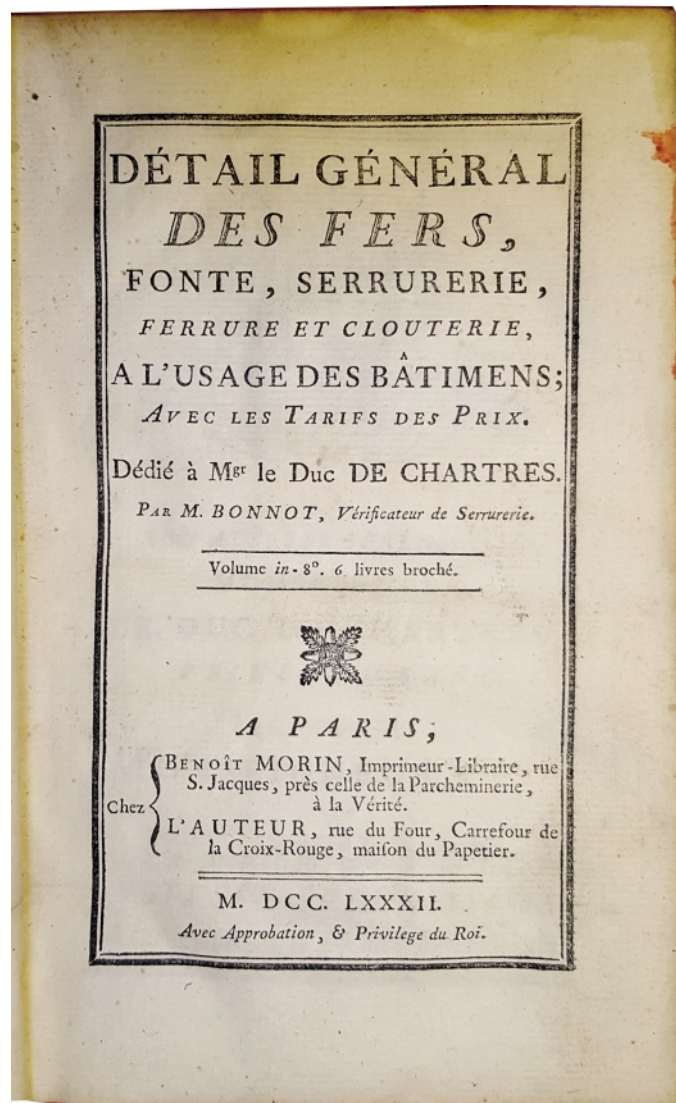 DÉTAIL GÉNÉRAL
DES FERS,
FONTE, SERRURERIE,
FERRURE ET CLOUTERIE,
A L'USAGE DES BÂTIMENS;
AVEC LES TARIFS DES PRIX.
Dédié à Mgr le Duc DE CHARTRES.
PAR M. BONNOT, Vérificateur de Serrurerie.
Volume in-8°. 6 livres broché.
A PARIS,
Chez
BENOÎT MORIN, Imprimeur-Libraire, rue
S. Jacques, près celle de la Parcheminerie,
à la Vérité.
L'AUTEUR, rue du Four, Carrefour de
la Croix-Rouge, maiſon du Papetier.
M. DCC. LXXXII.
Avec Approbation, & Privilege du Roi.